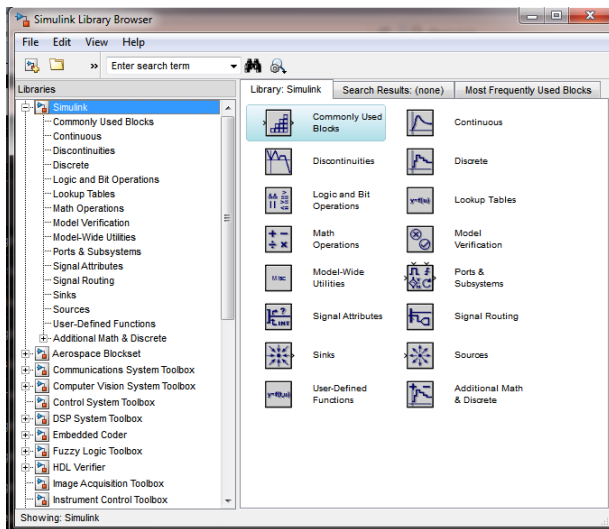 Simulink Library Browser
File Edit View Help
» Enter search term
Libraries
Library: Simulink Search Results: (none) Most Frequently Used Blocks
Simulink
Commonly Used Blocks
Continuous
Discontinuities
Discrete
Logic and Bit Operations
Lookup Tables
Math Operations
Model Verification
Model-Wide Utilities
Ports & Subsystems
Signal Attributes
Signal Routing
Sinks
Sources
User-Defined Functions
Additional Math & Discrete
Aerospace Blockset
Communications System Toolbox
Computer Vision System Toolbox
Control System Toolbox
DSP System Toolbox
Embedded Coder
Fuzzy Logic Toolbox
HDL Verifier
Image Acquisition Toolbox
Instrument Control Toolbox
Commonly Used
Blocks
Continuous
Discontinuities
Discrete
Logic and Bit
Operations
y=f(u)
Lookup Tables
Math
Operations
Model
Verification
Misc
Model-Wide
Utilities
Ports &
Subsystems
Signal Attributes
Signal Routing
Sinks
Sources
y=f(u)
User-Defined
Functions
Additional Math
& Discrete
Showing: Simulink